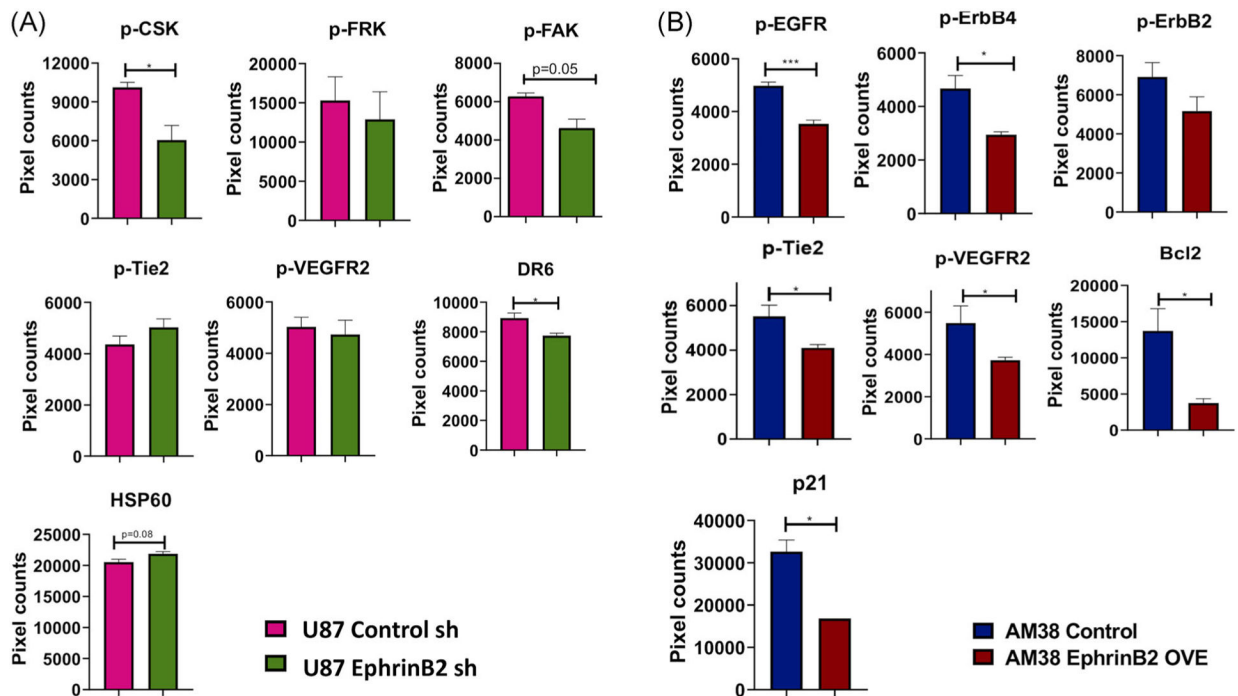 (A)
p-CSK
Pixel counts
12000
9000
6000
3000
0
*
p-FRK
Pixel counts
20000
15000
10000
5000
0
p-FAK
Pixel counts
8000
6000
4000
2000
0
p=0.05
p-Tie2
Pixel counts
6000
4000
2000
0
p-VEGFR2
Pixel counts
6000
4000
2000
0
DR6
Pixel counts
10000
8000
6000
4000
2000
0
*
HSP60
Pixel counts
25000
20000
15000
10000
5000
0
p=0.08
U87 Control sh
U87 EphrinB2 sh
(B)
p-EGFR
Pixel counts
6000
4000
2000
0
***
p-ErbB4
Pixel counts
6000
4000
2000
0
*
p-ErbB2
Pixel counts
8000
6000
4000
2000
0
p-Tie2
Pixel counts
6000
4000
2000
0
*
p-VEGFR2
Pixel counts
6000
4000
2000
0
*
Bcl2
Pixel counts
20000
15000
10000
5000
0
*
p21
Pixel counts
40000
30000
20000
10000
0
*
AM38 Control
AM38 EphrinB2 OVE